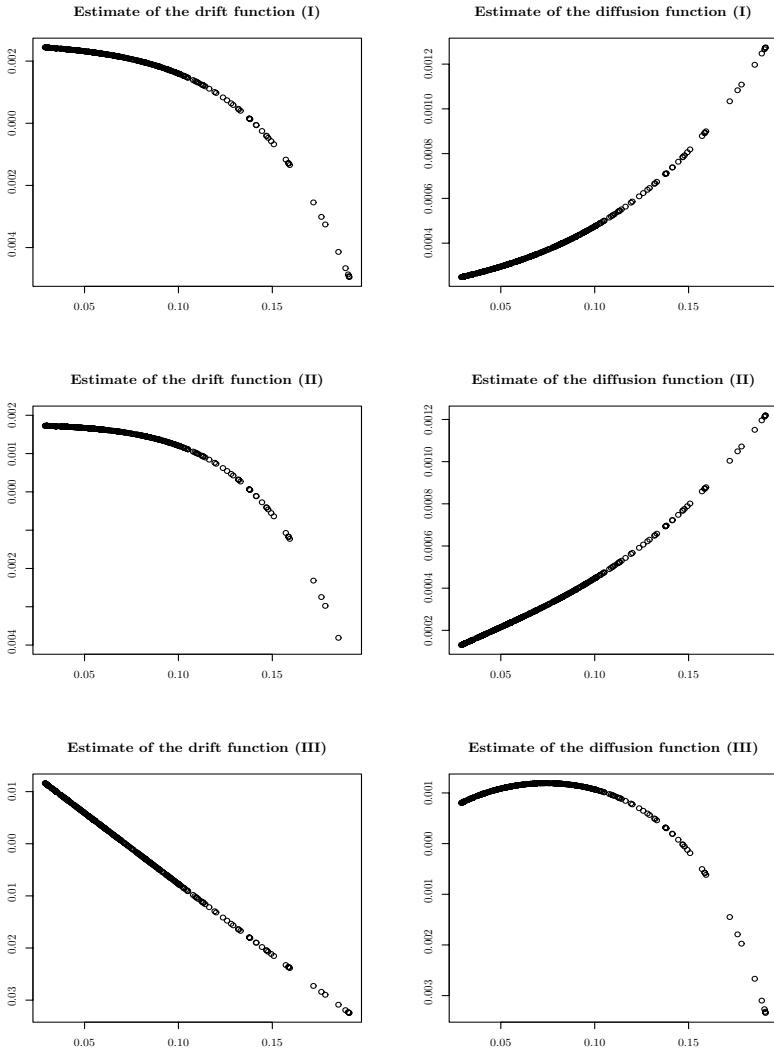 Estimate of the drift function (I)
0.002
0.000
0.002
0.004
0.05 0.10 0.15
Estimate of the diffusion function (I)
0.0012
0.0010
0.0008
0.0006
0.0004
0.05 0.10 0.15
Estimate of the drift function (II)
0.002
0.001
0.000
0.002
0.004
0.05 0.10 0.15
Estimate of the diffusion function (II)
0.0012
0.0010
0.0008
0.0006
0.0004
0.0002
0.05 0.10 0.15
Estimate of the drift function (III)
0.01
0.00
0.01
0.02
0.03
0.05 0.10 0.15
Estimate of the diffusion function (III)
0.001
0.000
0.001
0.002
0.003
0.05 0.10 0.15